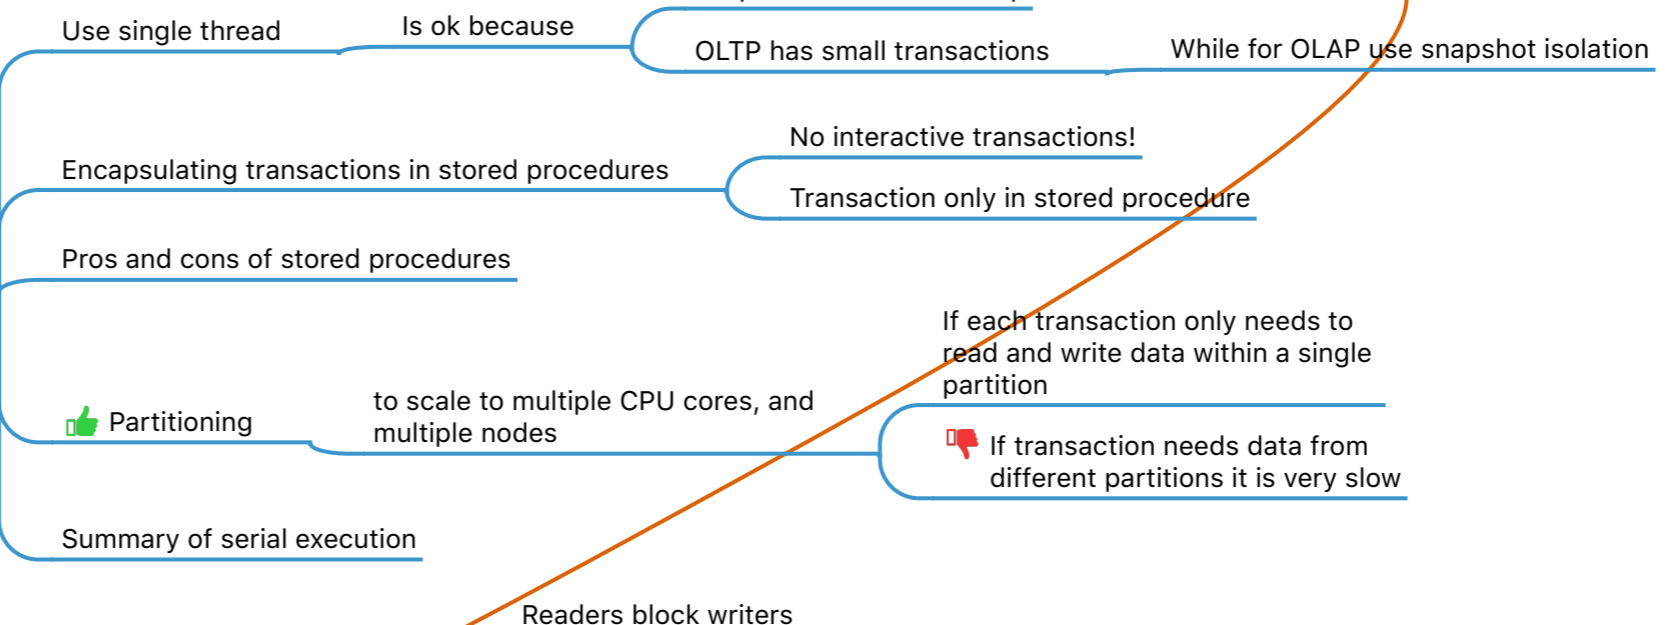 Use single thread
Is ok because
OLTP has small transactions
While for OLAP use snapshot isolation
Encapsulating transactions in stored procedures
No interactive transactions!
Transaction only in stored procedure
Pros and cons of stored procedures
Partitioning
to scale to multiple CPU cores, and
multiple nodes
If each transaction only needs to
read and write data within a single
partition
If transaction needs data from
different partitions it is very slow
Summary of serial execution
Readers block writers